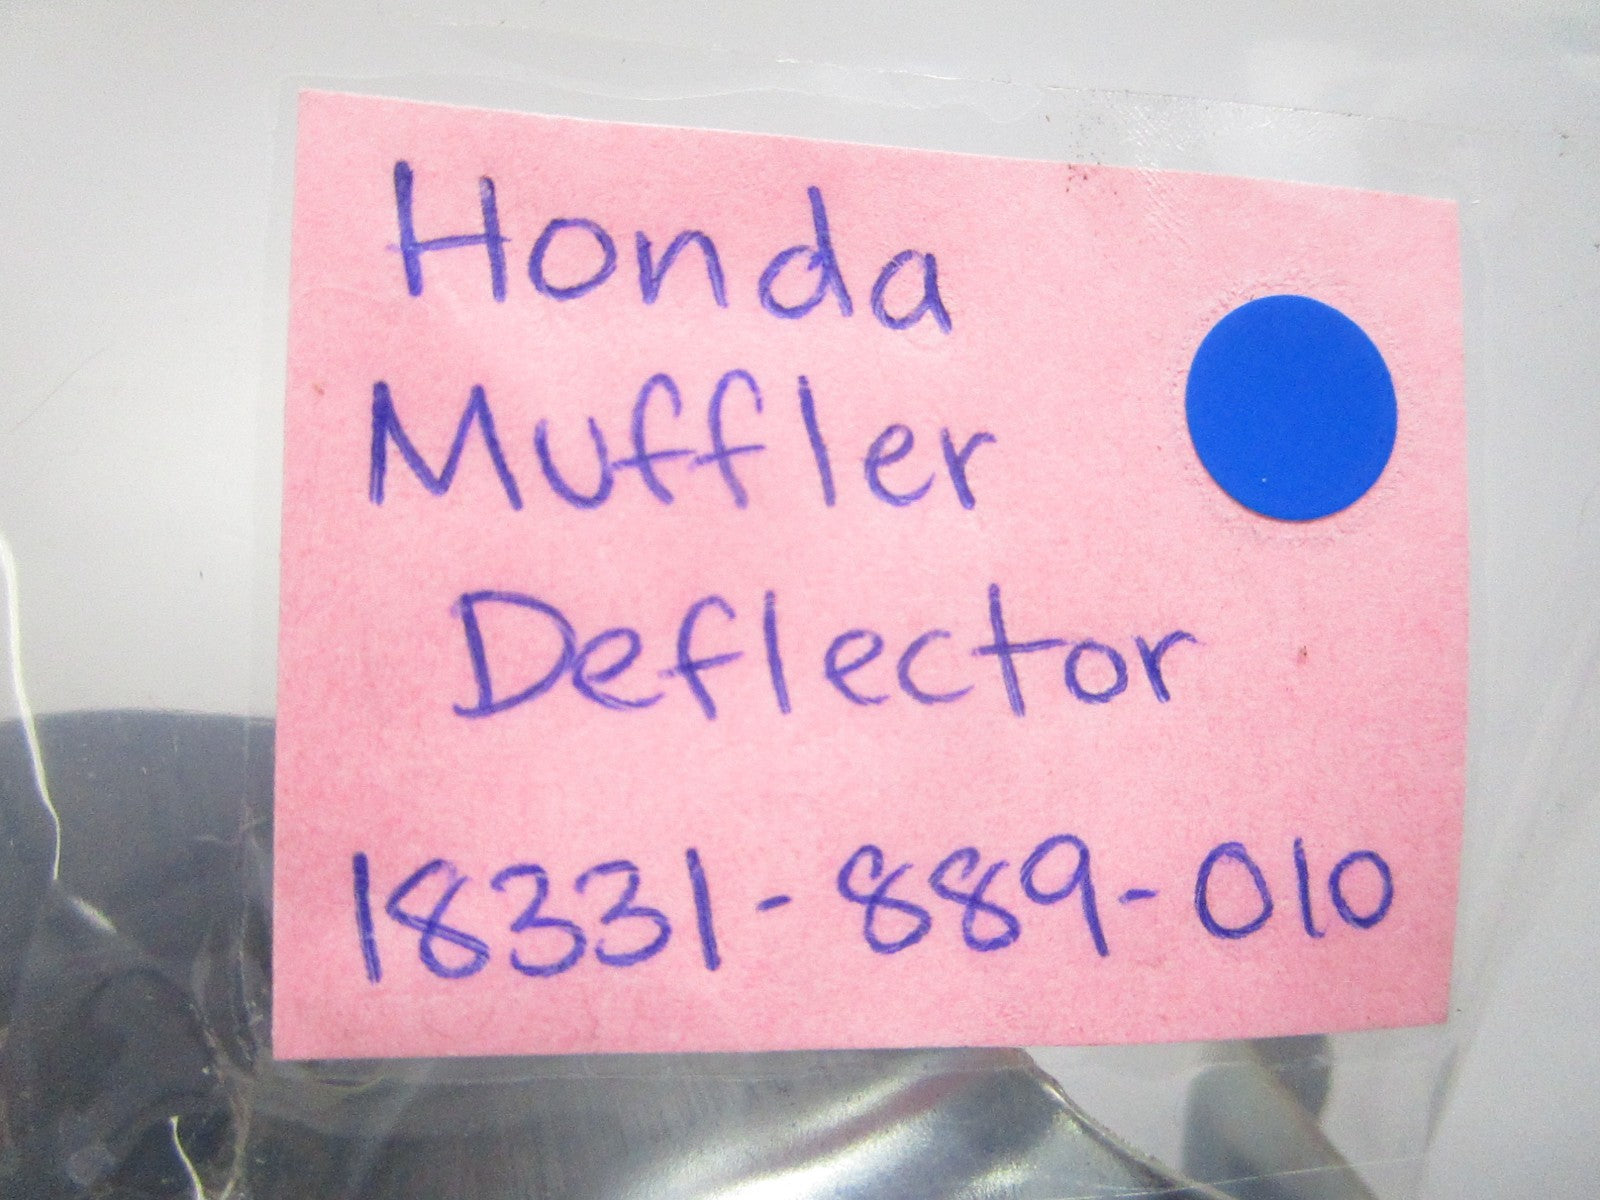 Honda
Muffler
Deflector
18331-889-010